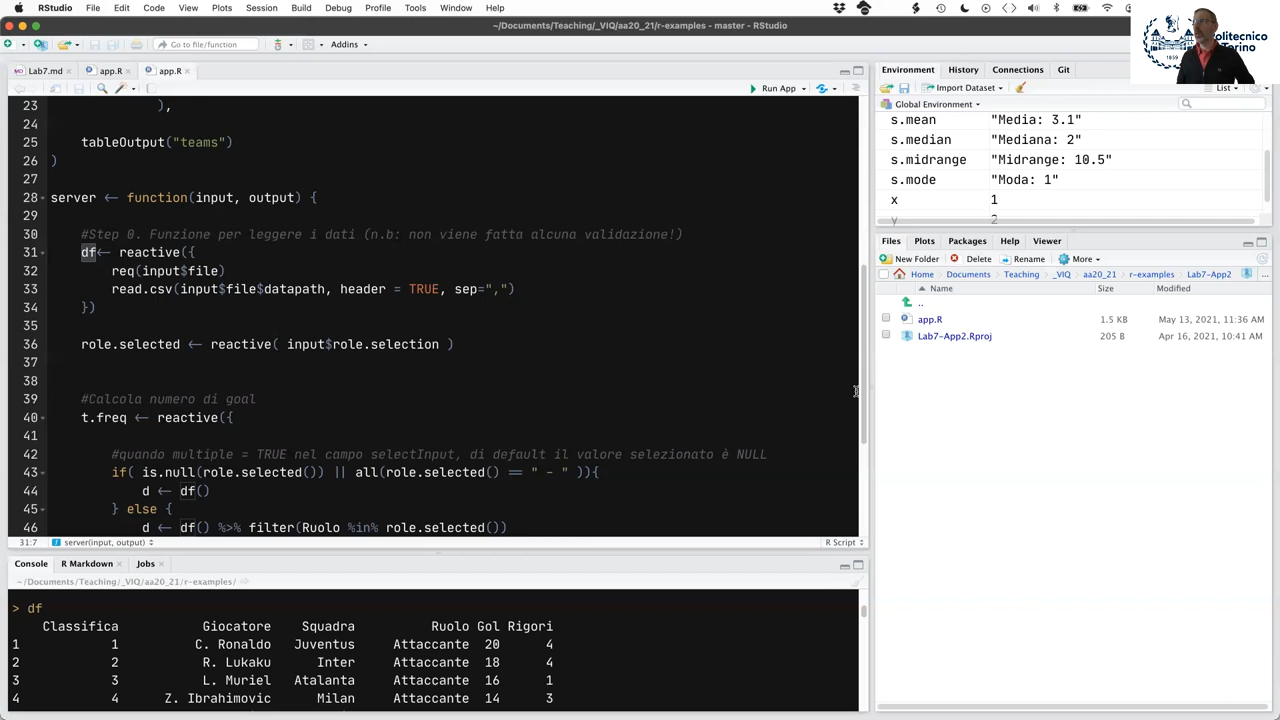 RStudio File Edit Code View Plots Session Build Debug Profile Tools Window Help
~/Documents/Teaching/_VIQ/aa20_21/r-examples - master - RStudio
Politecnico
di Torino
1859
Go to file/function Addins
Lab7.md app.R app.R
Run App
23 ),
24
25 tableOutput("teams")
26 )
27
28 server ← function(input, output) {
29
30 #Step 0. Funzione per leggere i dati (n.b: non viene fatta alcuna validazione!)
31 df← reactive({
32 req(input$file)
33 read.csv(input$file$datapath, header = TRUE, sep=",")
34 })
35
36 role.selected ← reactive( input$role.selection )
37
38
39 #Calcola numero di goal
40 t.freq ← reactive({
41
42 #quando multiple = TRUE nel campo selectInput, di default il valore selezionato è NULL
43 if( is.null(role.selected()) || all(role.selected() == " - " )){
44 d ← df()
45 } else {
46 d ← df() %>% filter(Ruolo %in% role.selected())
31:7 server(input, output) R Script
Console R Markdown Jobs
~/Documents/Teaching/_VIQ/aa20_21/r-examples/
> df
Classifica Giocatore Squadra Ruolo Gol Rigori
1 1 C. Ronaldo Juventus Attaccante 20 4
2 2 R. Lukaku Inter Attaccante 18 4
3 3 L. Muriel Atalanta Attaccante 16 1
4 4 Z. Ibrahimovic Milan Attaccante 14 3
Environment History Connections Git
Import Dataset List
Global Environment
s.mean "Media: 3.1"
s.median "Mediana: 2"
s.midrange "Midrange: 10.5"
s.mode "Moda: 1"
x 1
y 2
Files Plots Packages Help Viewer
New Folder Delete Rename More
Home Documents Teaching _VIQ aa20_21 r-examples Lab7-App2 ...
Name Size Modified
..
app.R 1.5 KB May 13, 2021, 11:36 AM
Lab7-App2.Rproj 205 B Apr 16, 2021, 10:41 AM